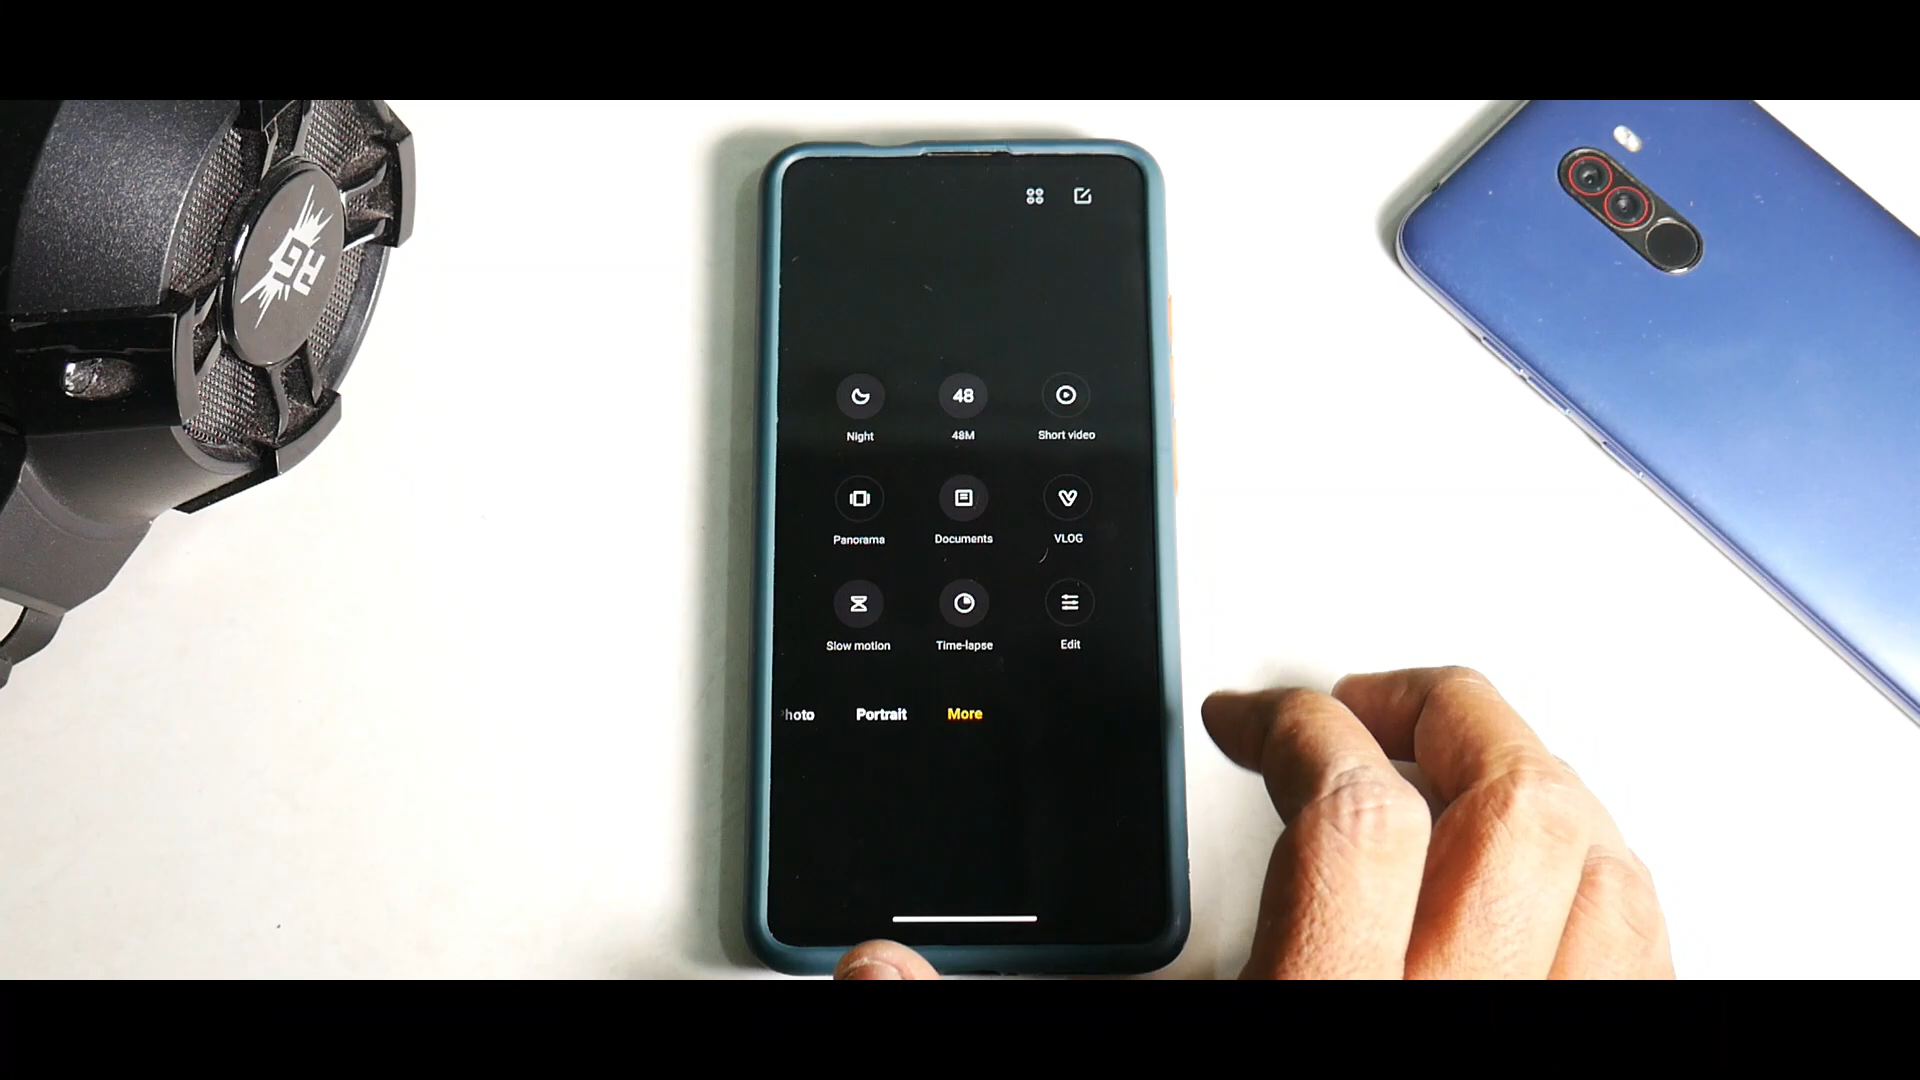 48
Night
48M
Short video
Panorama
Documents
VLOG
Slow motion
Time-lapse
Edit
hoto
Portrait
More